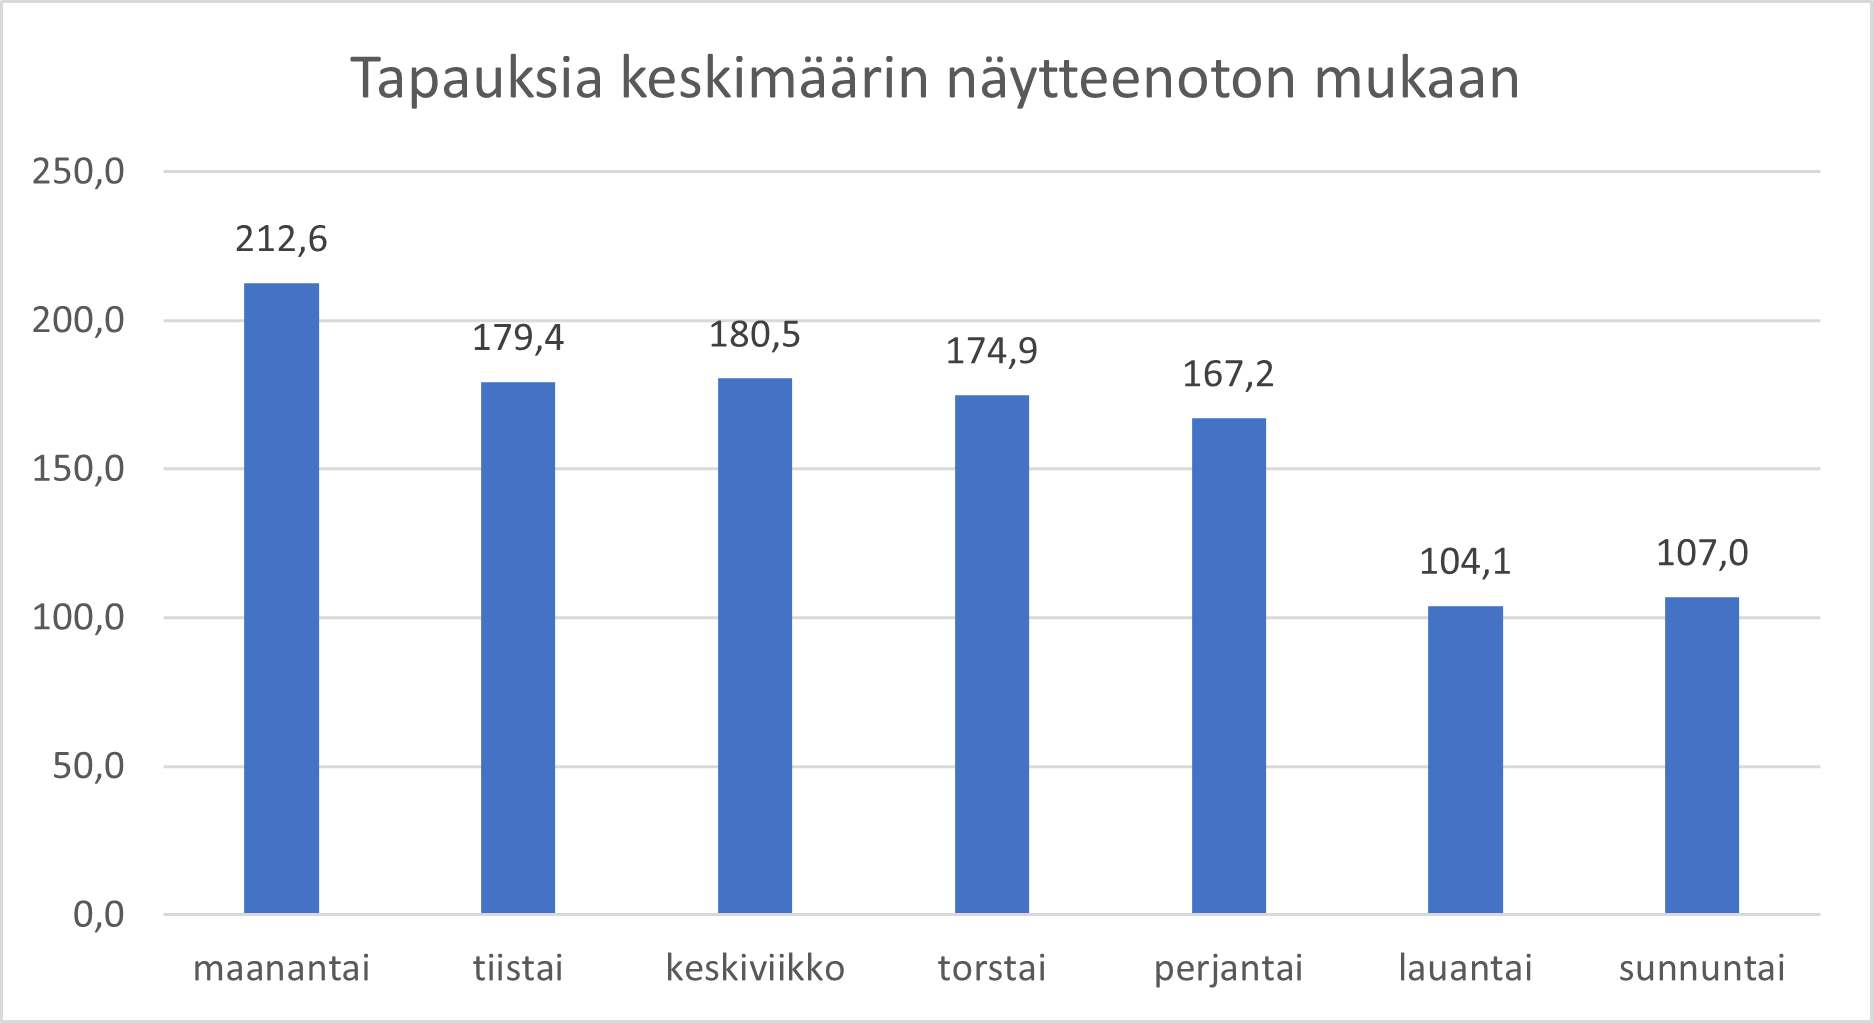 Tapauksia keskimäärin näytteenoton mukaan
250,0
200,0
150,0
100,0
50,0
0,0
212,6
179,4
180,5
174,9
167,2
104,1
107,0
maanantai
tiistai
keskiviikko
torstai
perjantai
lauantai
sunnuntai